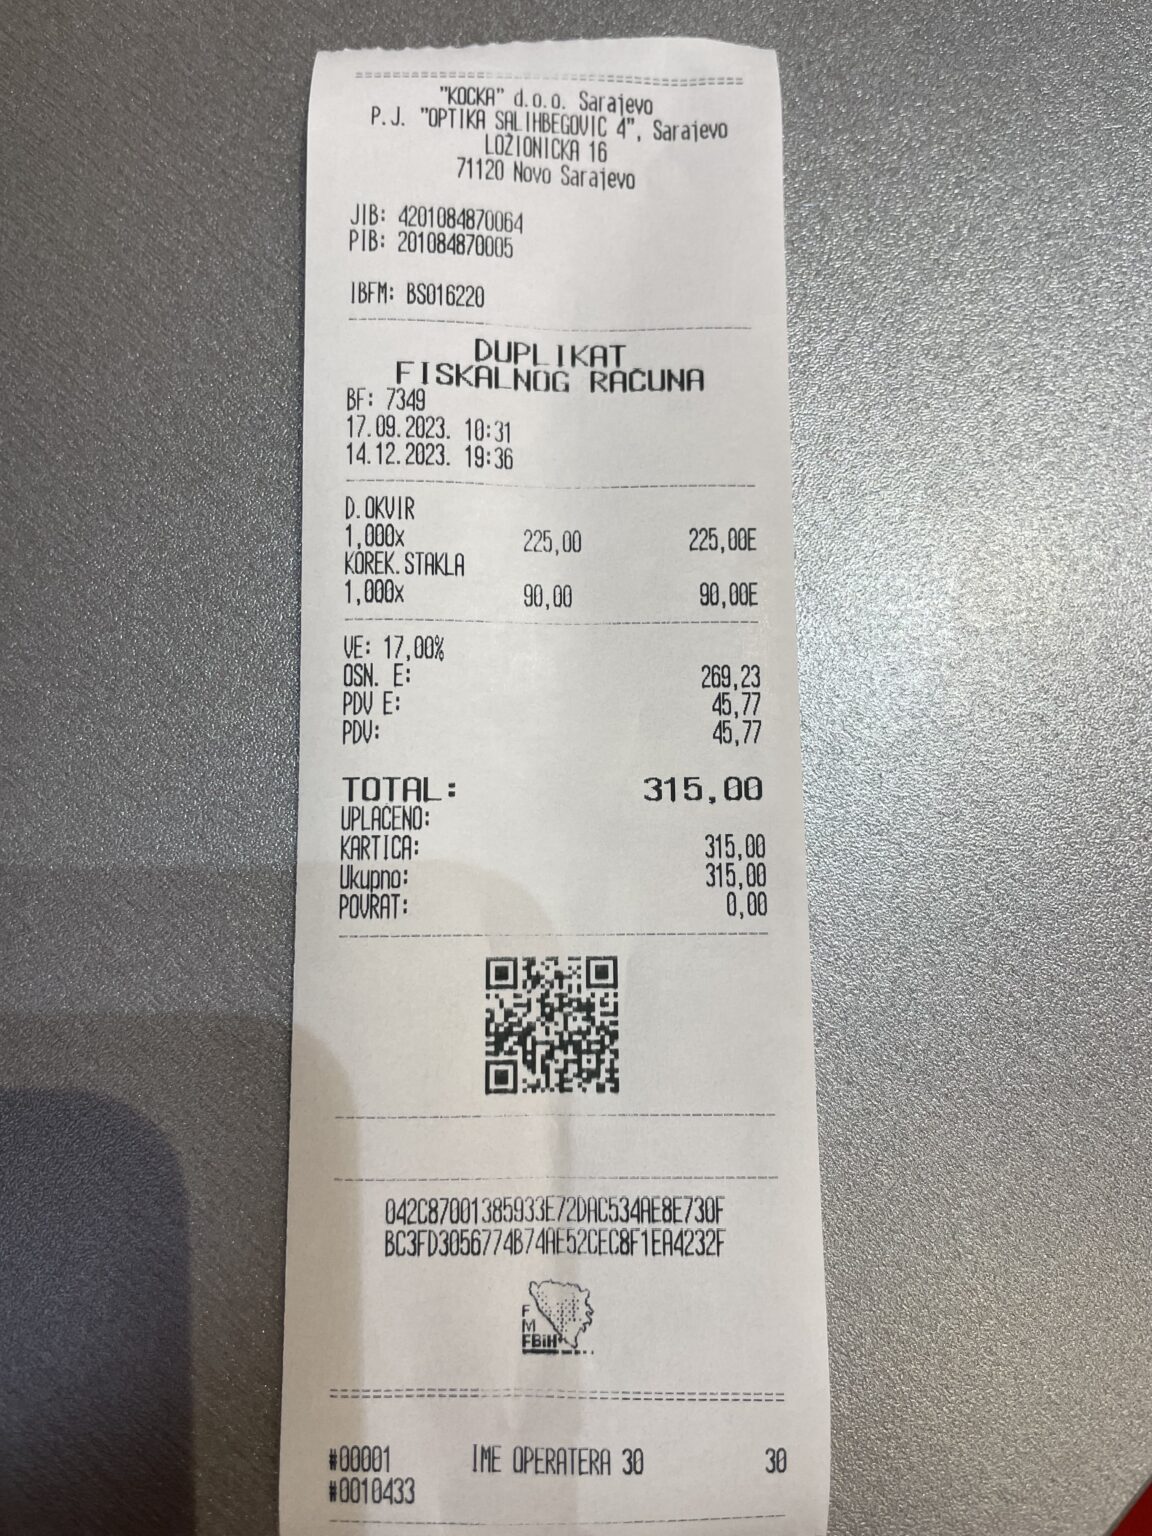 "KOCKA" d.o.o. Sarajevo
P.J. "OPTIKA SALIHBEGOVIC 4", Sarajevo
LOŽIONICKA 16
71120 Novo Sarajevo
JIB: 4201084870064
PIB: 201084870005
IBFM: BS016220
DUPLIKAT
FISKALNOG RAČUNA
BF: 7349
17.09.2023. 10:31
14.12.2023. 19:36
D.OKVIR
1,000x 225,00 225,00E
KOREK.STAKLA
1,000x 90,00 90,00E
VE: 17,00%
OSN. E: 269,23
PDV E: 45,77
PDV: 45,77
TOTAL: 315,00
UPLAĆENO:
KARTICA: 315,00
Ukupno: 315,00
POVRAT: 0,00
042C87001385933E72DAC534AE8E730F
BC3FD3056774B74AE52CEC8F1EA4232F
F
M
FBiH
#00001 IME OPERATERA 30 30
#0010433